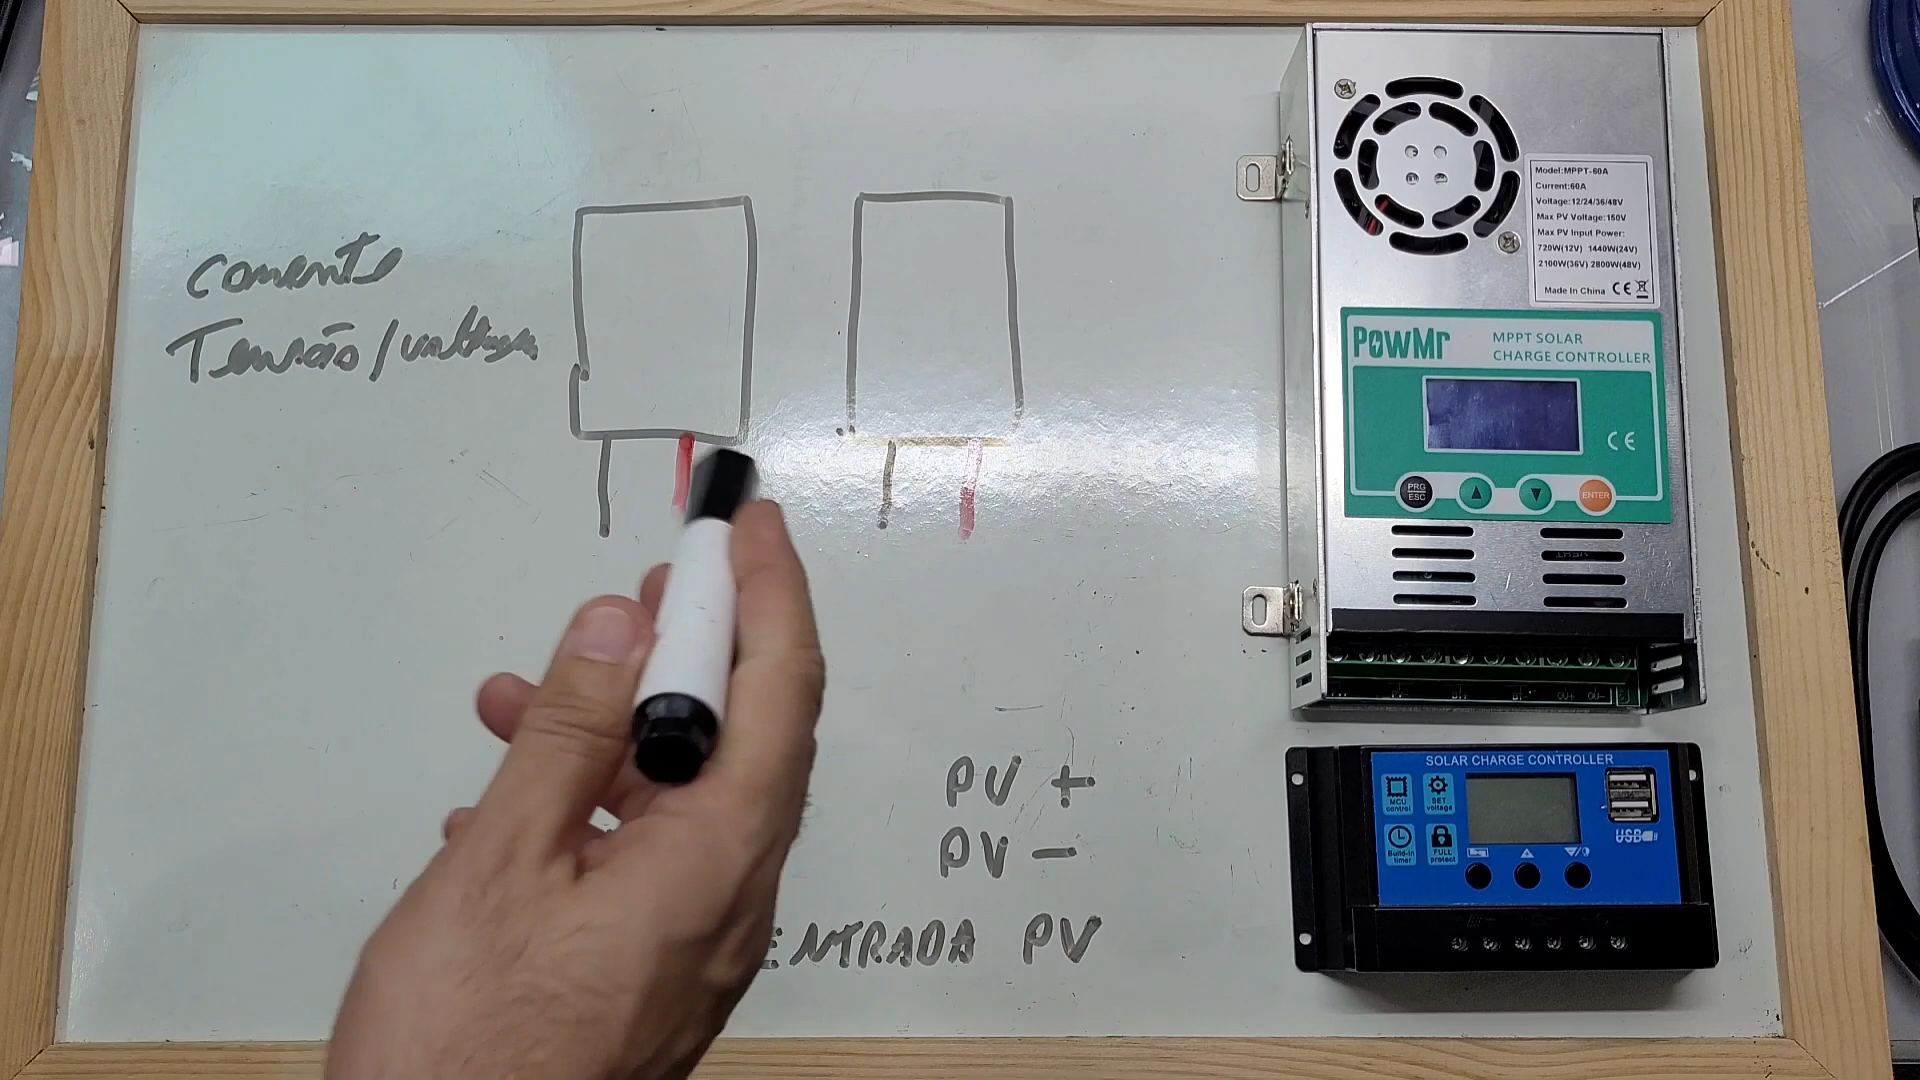 Corrente
Tensão/voltagem
PV +
PV -
ENTRADA PV
Model:MPPT-60A
Current:60A
Voltage:12/24/36/48V
Max PV Voltage:150V
Max PV Input Power:
720W(12V) 1440W(24V)
2100W(36V) 2800W(48V)
Made In China CE
PowMr
MPPT SOLAR
CHARGE CONTROLLER
CE
PRG
ESC
ENTER
SOLAR CHARGE CONTROLLER
MCU
control
SET
voltage
Build-in
timer
FULL
protect
USB